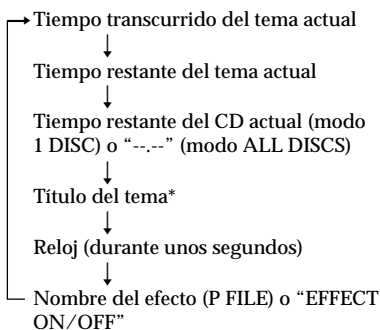 Tiempo transcurrido del tema actual
Tiempo restante del tema actual
Tiempo restante del CD actual (modo
1 DISC) o “--.--” (modo ALL DISCS)
Título del tema*
Reloj (durante unos segundos)
Nombre del efecto (P FILE) o “EFFECT
ON/OFF”